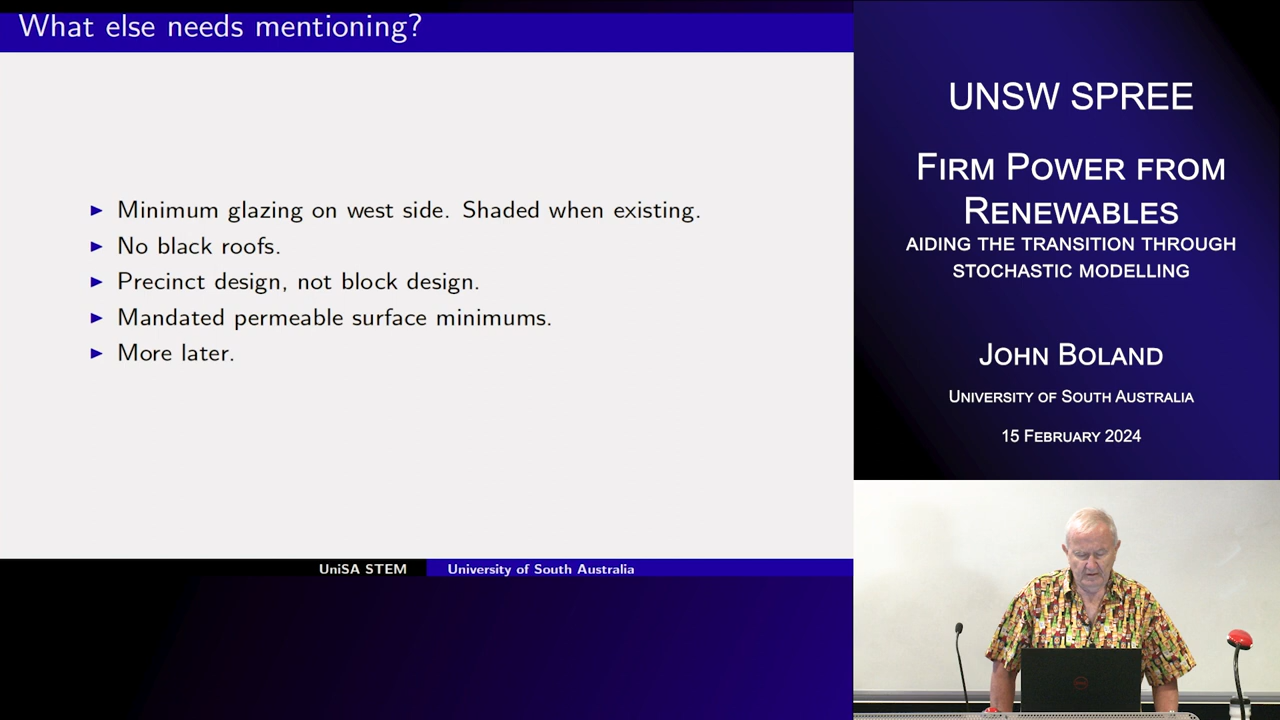 What else needs mentioning?
Minimum glazing on west side. Shaded when existing.
No black roofs.
Precinct design, not block design.
Mandated permeable surface minimums.
More later.
UniSA STEM
University of South Australia
UNSW SPREE
FIRM POWER FROM
RENEWABLES
AIDING THE TRANSITION THROUGH
STOCHASTIC MODELLING
JOHN BOLAND
UNIVERSITY OF SOUTH AUSTRALIA
15 FEBRUARY 2024